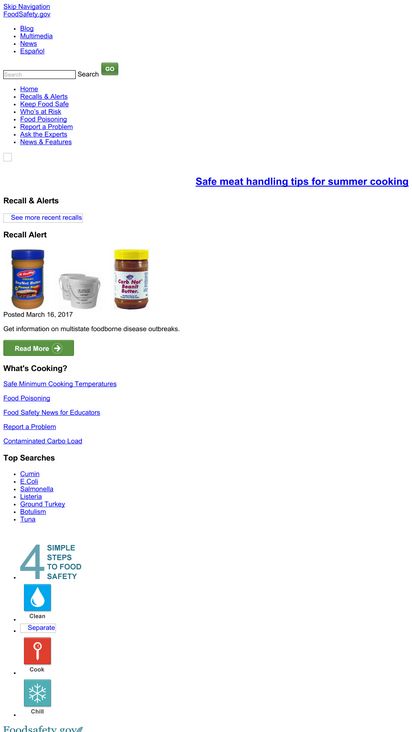 Skip Navigation
FoodSafety.gov
Blog
Multimedia
News
Español
Search Search GO
Home
Recalls & Alerts
Keep Food Safe
Who's at Risk
Food Poisoning
Report a Problem
Ask the Experts
News & Features
Safe meat handling tips for summer cooking
Recall & Alerts
See more recent recalls
Recall Alert
Carb Not Beanit Butter.
Posted March 16, 2017
Get information on multistate foodborne disease outbreaks.
Read More
What's Cooking?
Safe Minimum Cooking Temperatures
Food Poisoning
Food Safety News for Educators
Report a Problem
Contaminated Carbo Load
Top Searches
Cumin
E.Coli
Salmonella
Listeria
Ground Turkey
Botulism
Tuna
4 SIMPLE
STEPS
TO FOOD
SAFETY
Clean
Separate
Cook
Chill
Foodsafety.gov